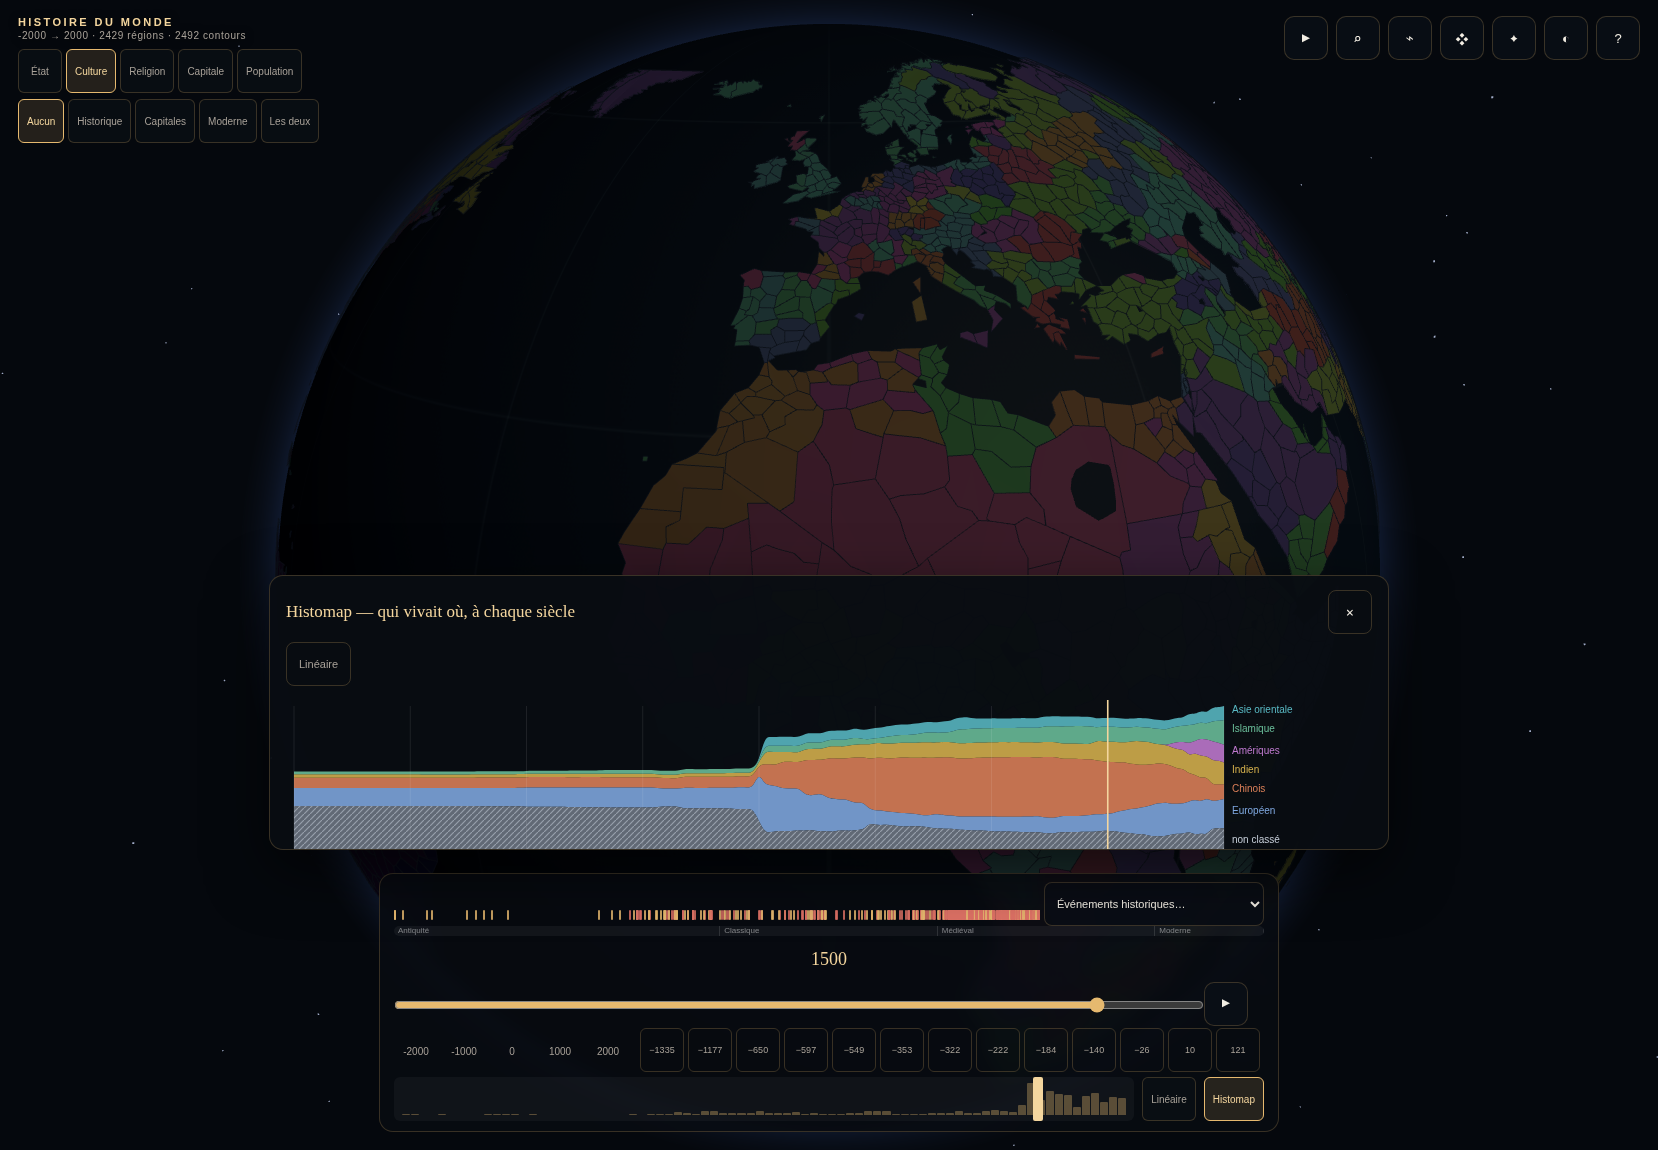 HISTOIRE DU MONDE
-2000 → 2000 · 2429 régions · 2492 contours
État Culture Religion Capitale Population
Aucun Historique Capitales Moderne Les deux
?
Histomap — qui vivait où, à chaque siècle
×
Linéaire
Asie orientale
Islamique
Amériques
Indien
Chinois
Européen
non classé
Événements historiques...
Antiquité Classique Médiéval Moderne
1500
-2000 -1000 0 1000 2000 −1335 −1177 −650 −597 −549 −353 −322 −222 −184 −140 −26 10 121
Linéaire Histomap